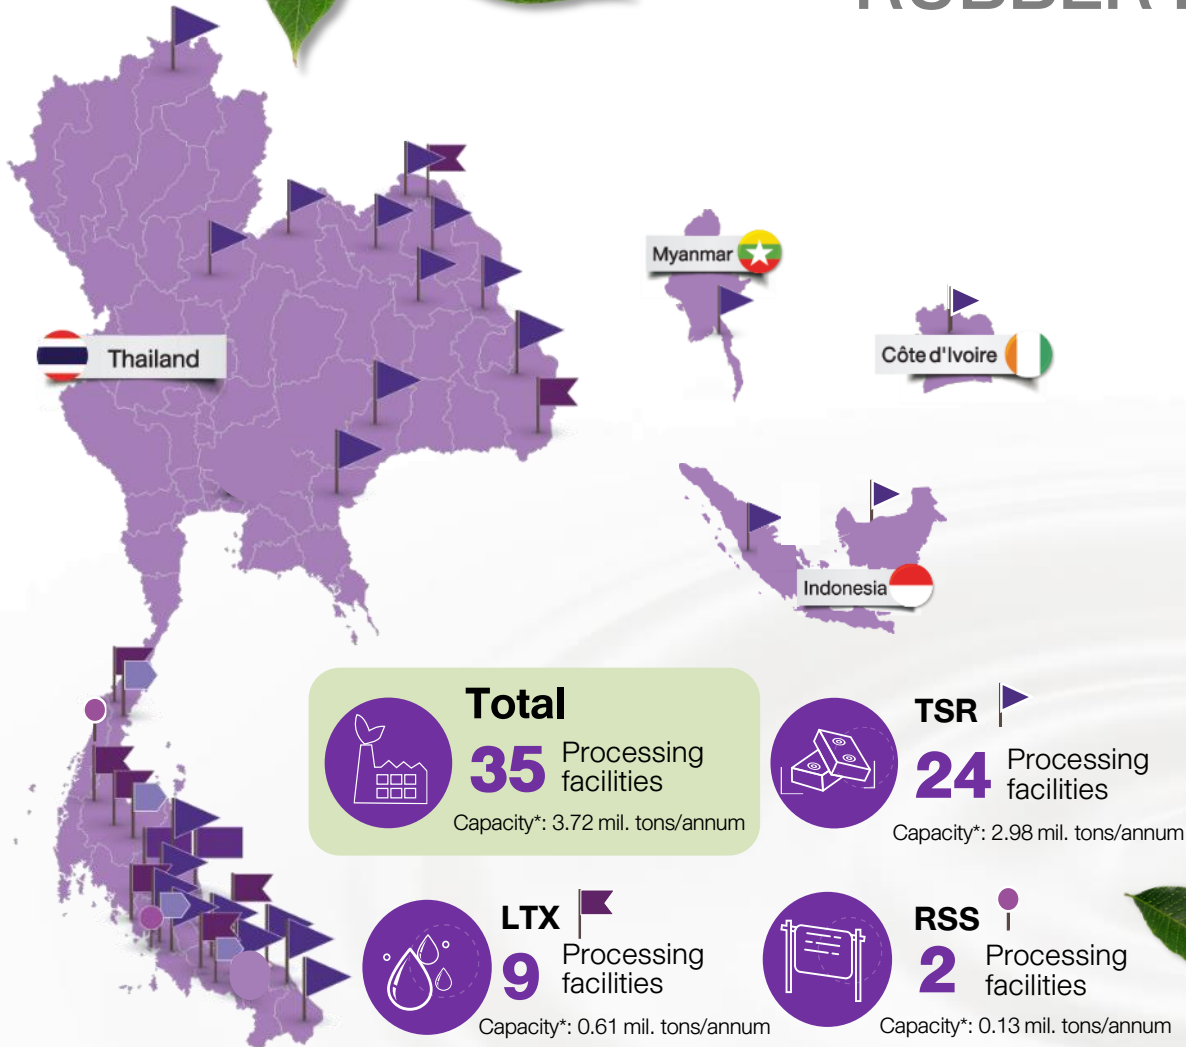 Myanmar
Côte d'Ivoire
Thailand
Indonesia
Total
35 Processing facilities
Capacity*: 3.72 mil. tons/annum
TSR
24 Processing facilities
Capacity*: 2.98 mil. tons/annum
LTX
9 Processing facilities
Capacity*: 0.61 mil. tons/annum
RSS
2 Processing facilities
Capacity*: 0.13 mil. tons/annum